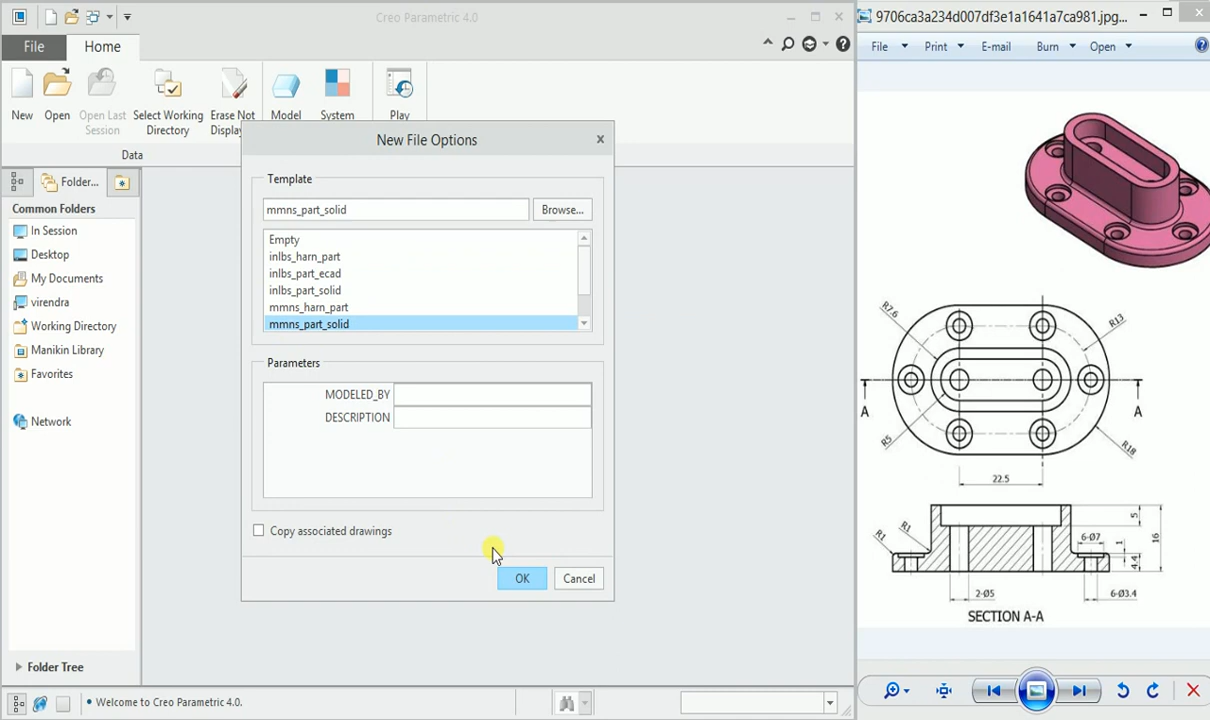 Creo Parametric 4.0
File
Home
New
Open
Open Last
Session
Select Working
Directory
Erase Not
Displa
Model
System
Play
Data
Folder...
Common Folders
In Session
Desktop
My Documents
virendra
Working Directory
Manikin Library
Favorites
Network
Folder Tree
New File Options
x
Template
mmns_part_solid
Browse...
Empty
inlbs_harn_part
inlbs_part_ecad
inlbs_part_solid
mmns_harn_part
mmns_part_solid
Parameters
MODELED_BY
DESCRIPTION
Copy associated drawings
OK
Cancel
• Welcome to Creo Parametric 4.0.
9706ca3a234d007df3e1a1641a7ca981.jpg...
File
Print
E-mail
Burn
Open
R7.6
R13
A
A
R5
R18
22.5
R1
R1
5
16
6-Ø7
1
4.4
2-Ø5
6-Ø3.4
SECTION A-A